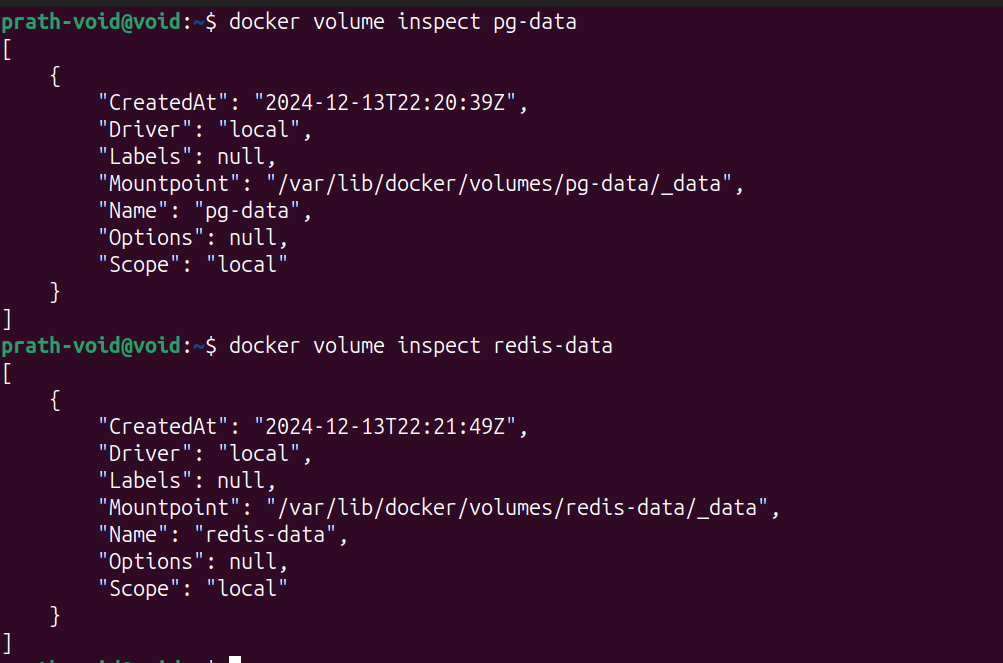 prath-void@void:~$ docker volume inspect pg-data
[
    {
        "CreatedAt": "2024-12-13T22:20:39Z",
        "Driver": "local",
        "Labels": null,
        "Mountpoint": "/var/lib/docker/volumes/pg-data/_data",
        "Name": "pg-data",
        "Options": null,
        "Scope": "local"
    }
]
prath-void@void:~$ docker volume inspect redis-data
[
    {
        "CreatedAt": "2024-12-13T22:21:49Z",
        "Driver": "local",
        "Labels": null,
        "Mountpoint": "/var/lib/docker/volumes/redis-data/_data",
        "Name": "redis-data",
        "Options": null,
        "Scope": "local"
    }
]